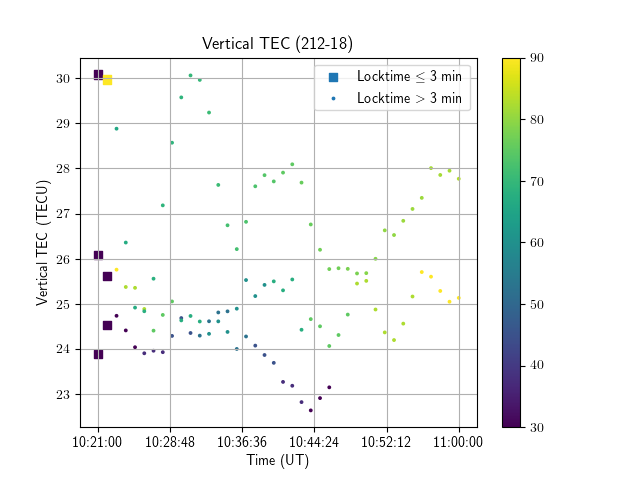 Vertical TEC (212-18)
Locktime ≤ 3 min
Locktime > 3 min
Vertical TEC (TECU)
30
29
28
27
26
25
24
23
10:21:00 10:28:48 10:36:36 10:44:24 10:52:12 11:00:00
Time (UT)
90
80
70
60
50
40
30